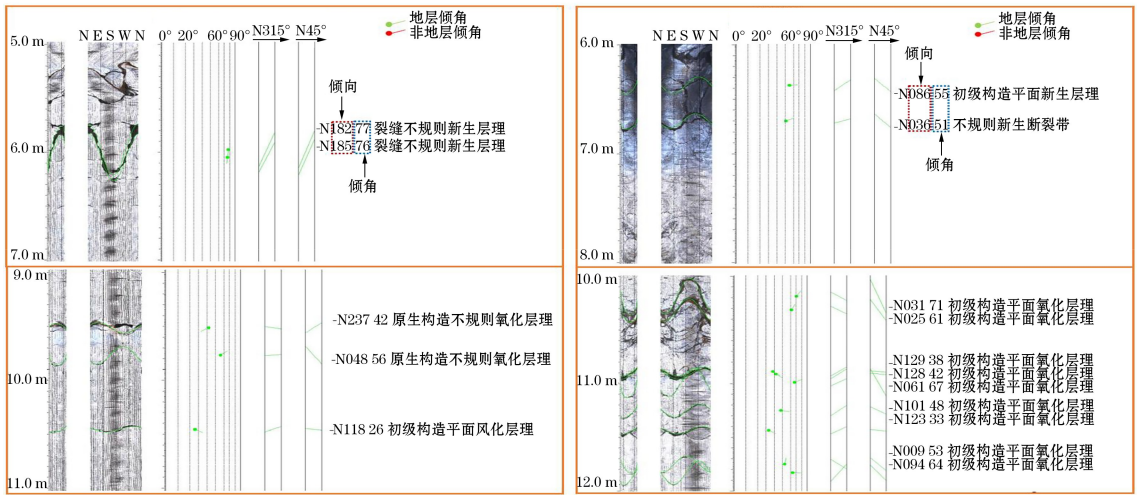 地层倾角
非地层倾角
N E S W N
0° 20° 60° 90° N315° N45°
5.0 m
倾向
-N182 77 裂缝不规则新生层理
6.0 m
-N185 76 裂缝不规则新生层理
倾角
7.0 m
9.0 m
-N237 42 原生构造不规则氧化层理
-N048 56 原生构造不规则氧化层理
10.0 m
-N118 26 初级构造平面风化层理
11.0 m
地层倾角
非地层倾角
N E S W N
0° 20° 60° 90° N315° N45°
6.0 m
倾向
-N086 55 初级构造平面新生层理
-N036 51 不规则新生断裂带
7.0 m
倾角
8.0 m
10.0 m
-N031 71 初级构造平面氧化层理
-N025 61 初级构造平面氧化层理
-N129 38 初级构造平面氧化层理
-N128 42 初级构造平面氧化层理
11.0 m
-N061 67 初级构造平面氧化层理
-N101 48 初级构造平面氧化层理
-N123 33 初级构造平面氧化层理
-N009 53 初级构造平面氧化层理
-N094 64 初级构造平面氧化层理
12.0 m